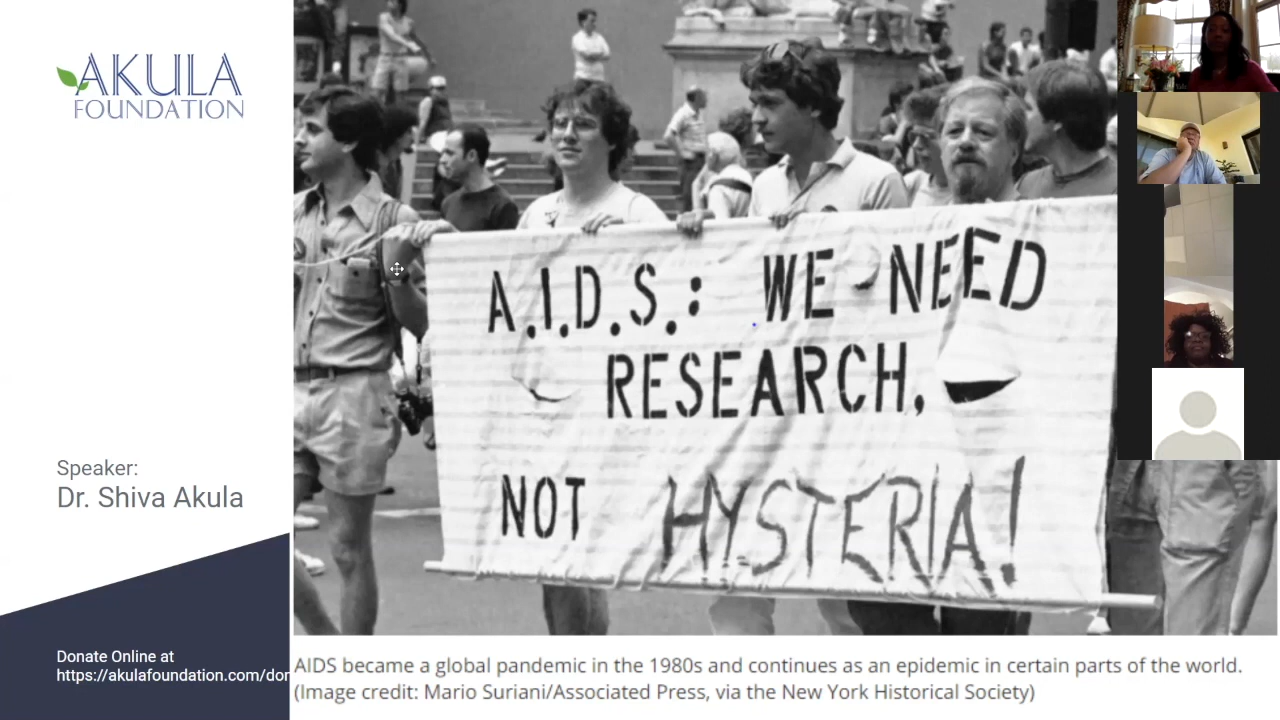 AKULA
FOUNDATION
A.I.D.S.: WE NEED
RESEARCH,
NOT HYSTERIA!
Speaker:
Dr. Shiva Akula
Donate Online at
https://akulafoundation.com/don
AIDS became a global pandemic in the 1980s and continues as an epidemic in certain parts of the world.
(Image credit: Mario Suriani/Associated Press, via the New York Historical Society)